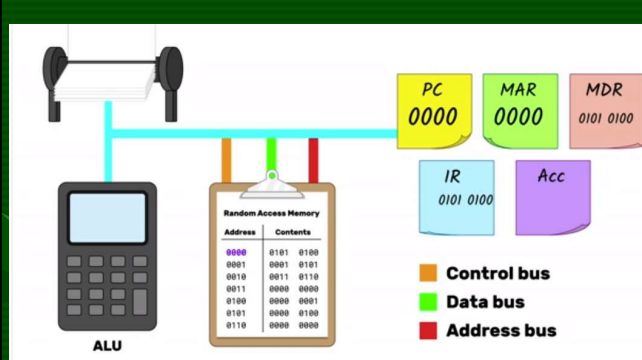 PC
0000
MAR
0000
MDR
0101 0100
IR
0101 0100
Acc
Random Access Memory
Address Contents
0000 0101 0100
0001 0001 0101
0010 0011 0110
0011 0000 0000
0100 0000 0001
0101 0000 0100
0110 0000 0000
ALU
Control bus
Data bus
Address bus